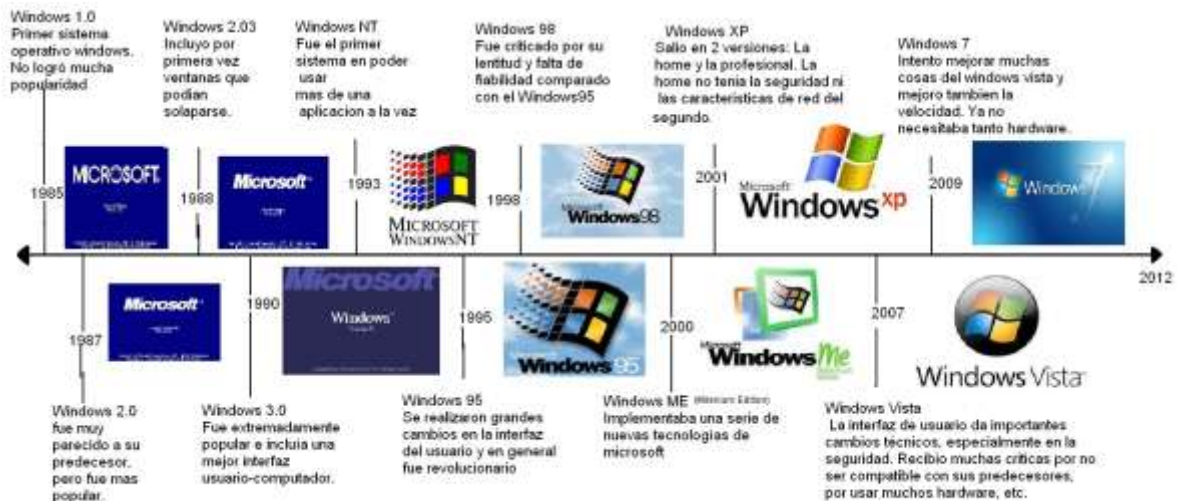 Windows 1.0
Primer sistema
operativo windows.
No logró mucha
popularidad
Windows 2.03
Incluyo por
primera vez
ventanas que
podian
solaparse.
Windows NT
Fue el primer
sistema en poder
usar
mas de una
aplicacion a la vez
Windows 98
Fue criticado por su
lentitud y falta de
fiabilidad comparado
con el Windows95
Windows XP
Salio en 2 versiones: La
home y la profesional. La
home no tenia la seguridad ni
las caracteristicas de red del
segundo.
Windows 7
Intento mejorar muchas
cosas del windows vista y
mejoro tambien la
velocidad. Ya no
necesitaba tanto hardware.
1985
MICROSOFT
1988
Microsoft
1993
MICROSOFT
WINDOWSNT
1998
Microsoft
Windows98
2001
Microsoft
Windows xp
2009
Windows 7
2012
1987
Microsoft
1990
Microsoft
Windows
1995
Microsoft
Windows95
2000
Microsoft
Windows Me
2007
Windows Vista
Windows 2.0
fue muy
parecido a su
predecesor,
pero fue mas
popular.
Windows 3.0
Fue extremadamente
popular e incluia una
mejor interfaz
usuario-computador.
Windows 95
Se realizaron grandes
cambios en la interfaz
del usuario y en general
fue revolucionario
Windows ME (Millenium Edition)
Implementaba una serie de
nuevas tecnologias de
microsoft
Windows Vista
La interfaz de usuario da importantes
cambios técnicos, especialmente en la
seguridad. Recibio muchas criticas por no
ser compatible con sus predecesores,
por usar muchos hardware, etc.